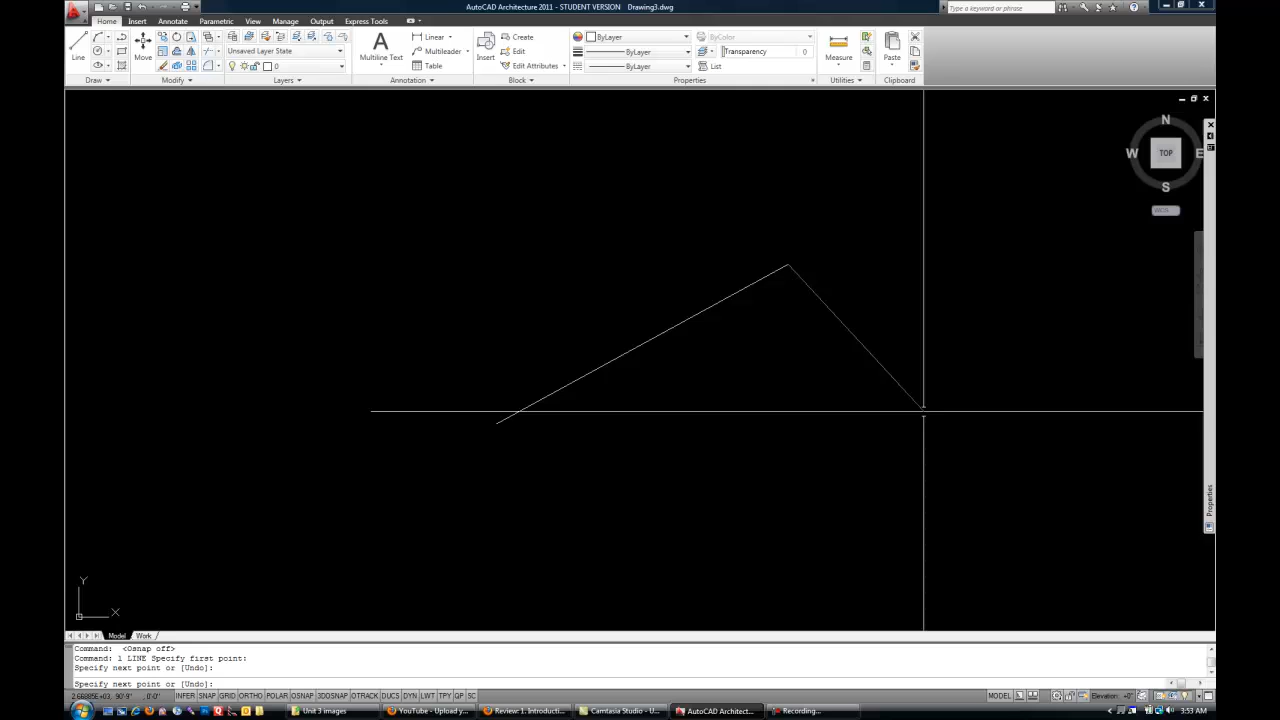 AutoCAD Architecture 2011 - STUDENT VERSION Drawing3.dwg
Type a keyword or phrase
Home Insert Annotate Parametric View Manage Output Express Tools
Line
Move
Unsaved Layer State
0
Multiline Text
Linear
Multileader
Table
Insert
Create
Edit
Edit Attributes
ByLayer
ByLayer
ByLayer
ByColor
Transparency 0
List
Measure
Paste
Draw Modify Layers Annotation Block Properties Utilities Clipboard
N
W TOP E
S
Properties
Y
X
Model Work
Command: <Osnap off>
Command: l LINE Specify first point:
Specify next point or [Undo]:
Specify next point or [Undo]:
INFER SNAP GRID ORTHO POLAR OSNAP 3DOSNAP OTRACK DUCS DYN LWT TPY QP SC
MODEL
Elevation: +0"
Unit 3 images
YouTube - Upload y...
Review: 1. Introducti...
Camtasia Studio - U...
AutoCAD Architect...
Recording...
3:53 AM